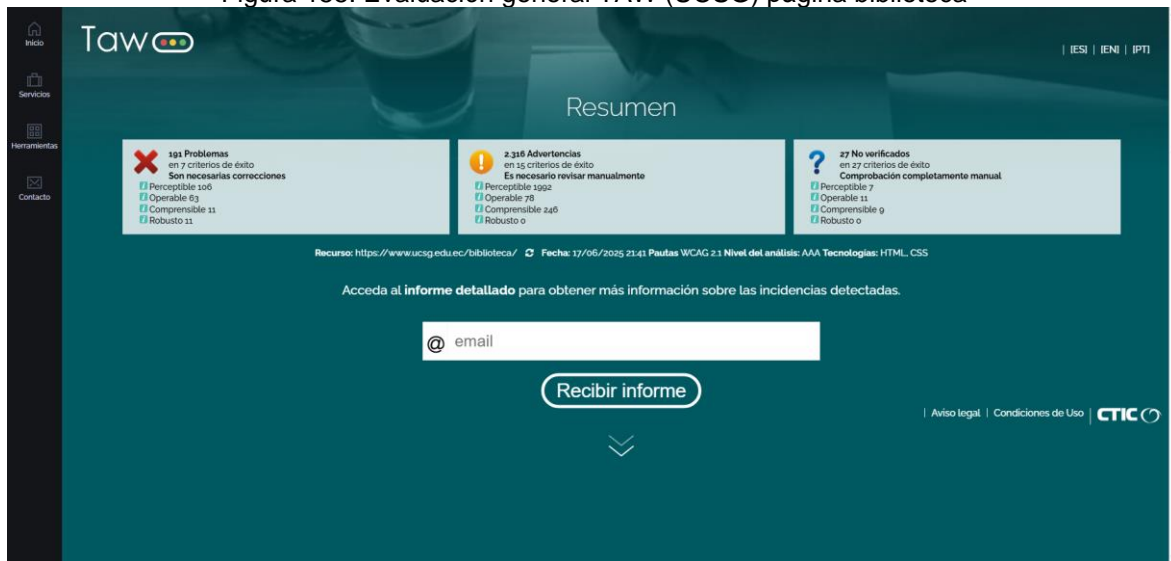 Figura 108. Evaluación general TAW (UCSG) página biblioteca
Inicio
Servicios
Herramientas
Contacto
Taw
| [ES] | [EN] | [PT]
Resumen
191 Problemas
en 7 criterios de éxito
Son necesarias correcciones
Perceptible 106
Operable 63
Comprensible 11
Robusto 11
2.316 Advertencias
en 15 criterios de éxito
Es necesario revisar manualmente
Perceptible 1992
Operable 78
Comprensible 246
Robusto 0
27 No verificados
en 27 criterios de éxito
Comprobación completamente manual
Perceptible 7
Operable 11
Comprensible 9
Robusto 0
Recurso: https://www.ucsg.edu.ec/biblioteca/ Fecha: 17/06/2025 21:41 Pautas WCAG 2.1 Nivel del análisis: AAA Tecnologías: HTML, CSS
Acceda al informe detallado para obtener más información sobre las incidencias detectadas.
@ email
Recibir informe
| Aviso legal | Condiciones de Uso | CTIC